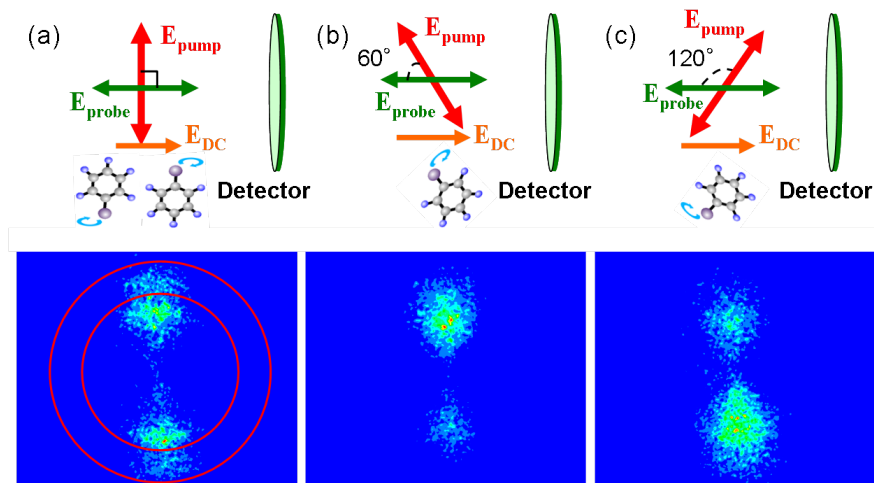 (a)
E pump
E probe
E DC
Detector
(b)
60°
E pump
E probe
E DC
Detector
(c)
120°
E pump
E probe
E DC
Detector